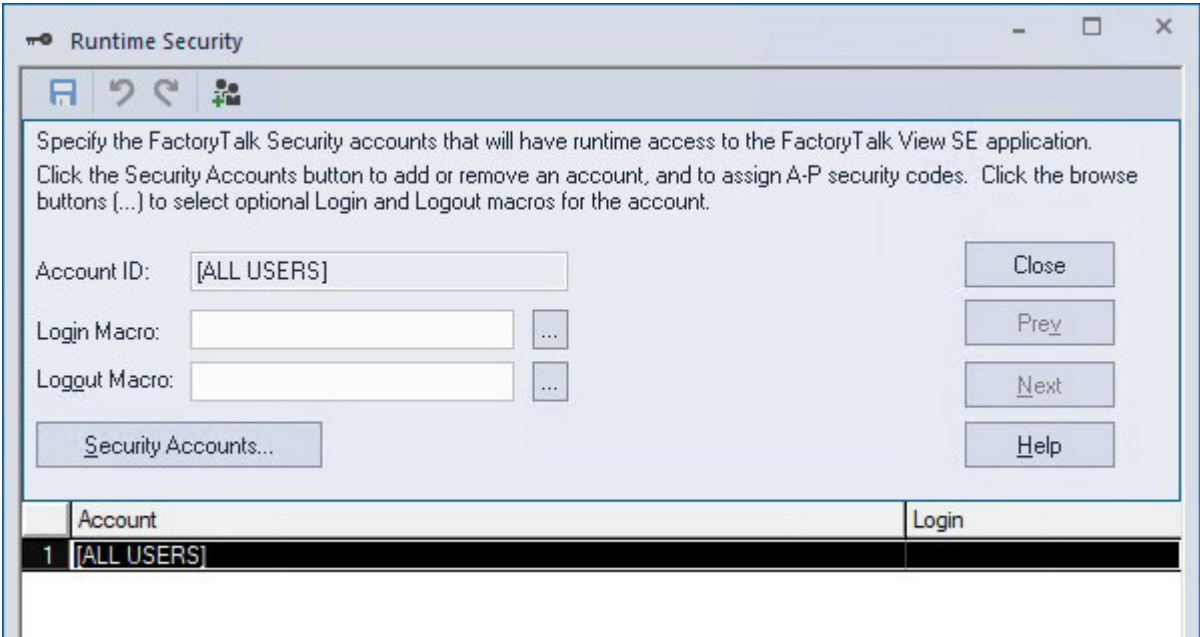 Runtime Security
Specify the FactoryTalk Security accounts that will have runtime access to the FactoryTalk View SE application.
Click the Security Accounts button to add or remove an account, and to assign A-P security codes.  Click the browse
buttons (...) to select optional Login and Logout macros for the account.
Account ID: [ALL USERS]
Close
Login Macro: ...
Prev
Logout Macro: ...
Next
Security Accounts...
Help
Account Login
1 [ALL USERS]